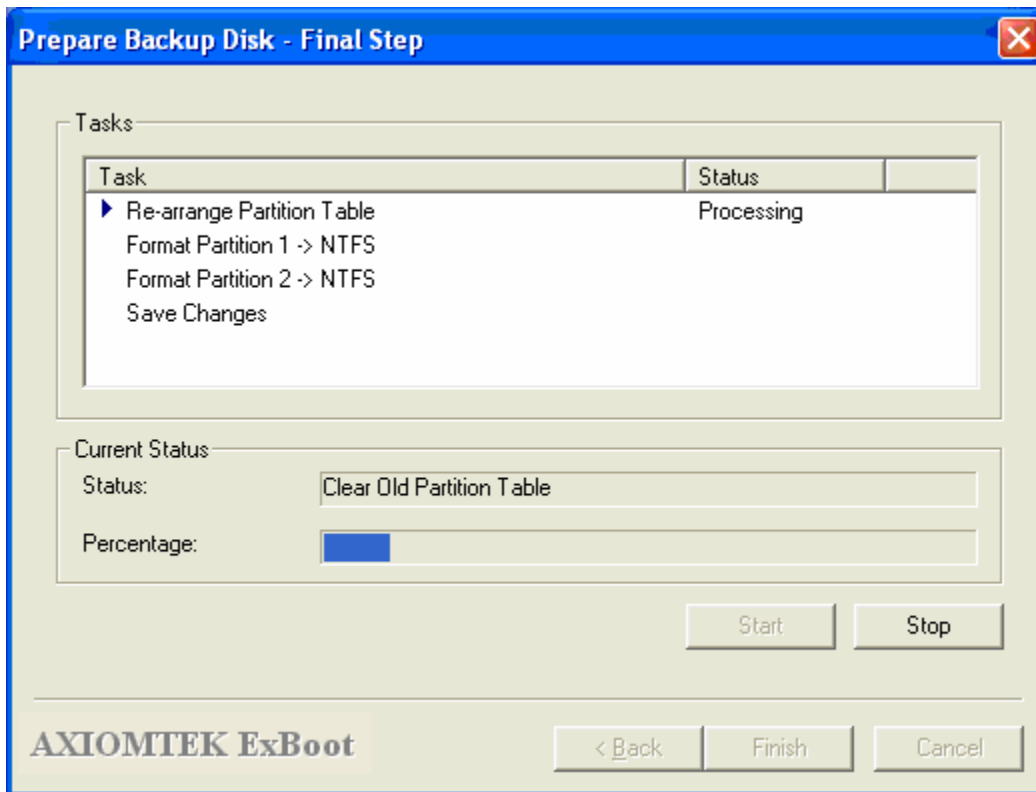 Prepare Backup Disk - Final Step
Tasks
Task Status
Re-arrange Partition Table Processing
Format Partition 1 -> NTFS
Format Partition 2 -> NTFS
Save Changes
Current Status
Status: Clear Old Partition Table
Percentage:
Start Stop
AXIOMTEK ExBoot < Back Finish Cancel